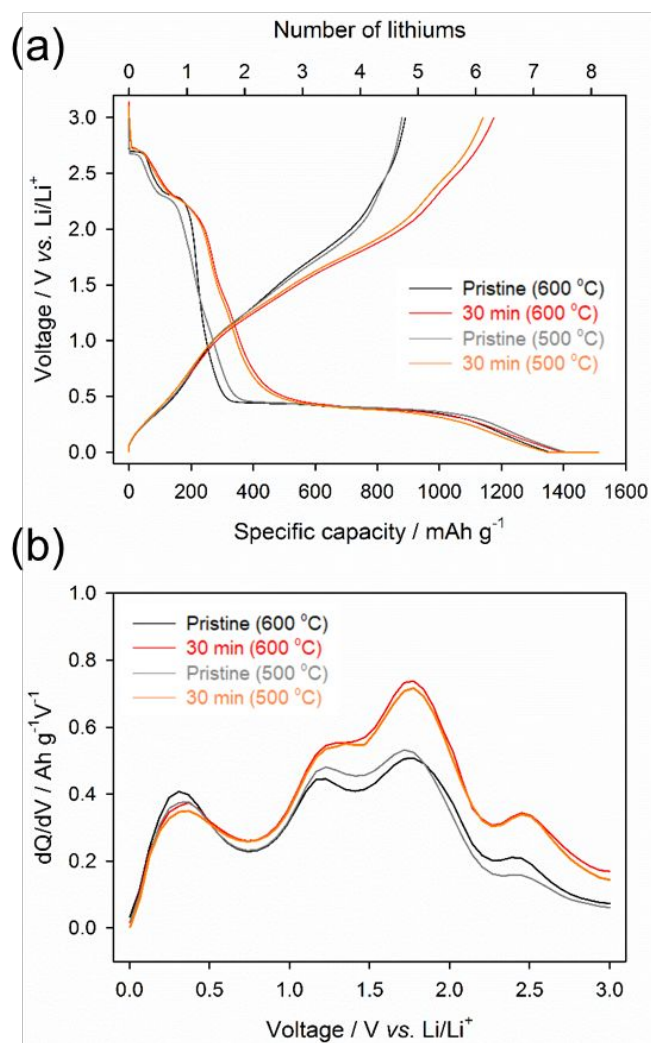 (a)
Number of lithiums
0 1 2 3 4 5 6 7 8
3.0
2.5
2.0
1.5
1.0
0.5
0.0
Voltage / V vs. Li/Li⁺
Pristine (600 °C)
30 min (600 °C)
Pristine (500 °C)
30 min (500 °C)
0 200 400 600 800 1000 1200 1400 1600
Specific capacity / mAh g⁻¹
(b)
1.0
0.8
0.6
0.4
0.2
0.0
dQ/dV / Ah g⁻¹V⁻¹
Pristine (600 °C)
30 min (600 °C)
Pristine (500 °C)
30 min (500 °C)
0.0 0.5 1.0 1.5 2.0 2.5 3.0
Voltage / V vs. Li/Li⁺